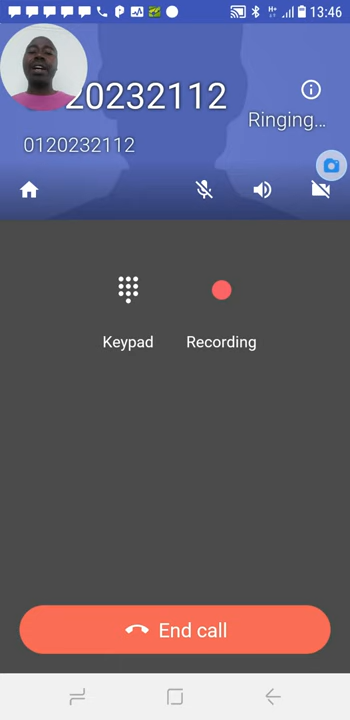 13:46
20232112
Ringing...
0120232112
Keypad
Recording
End call